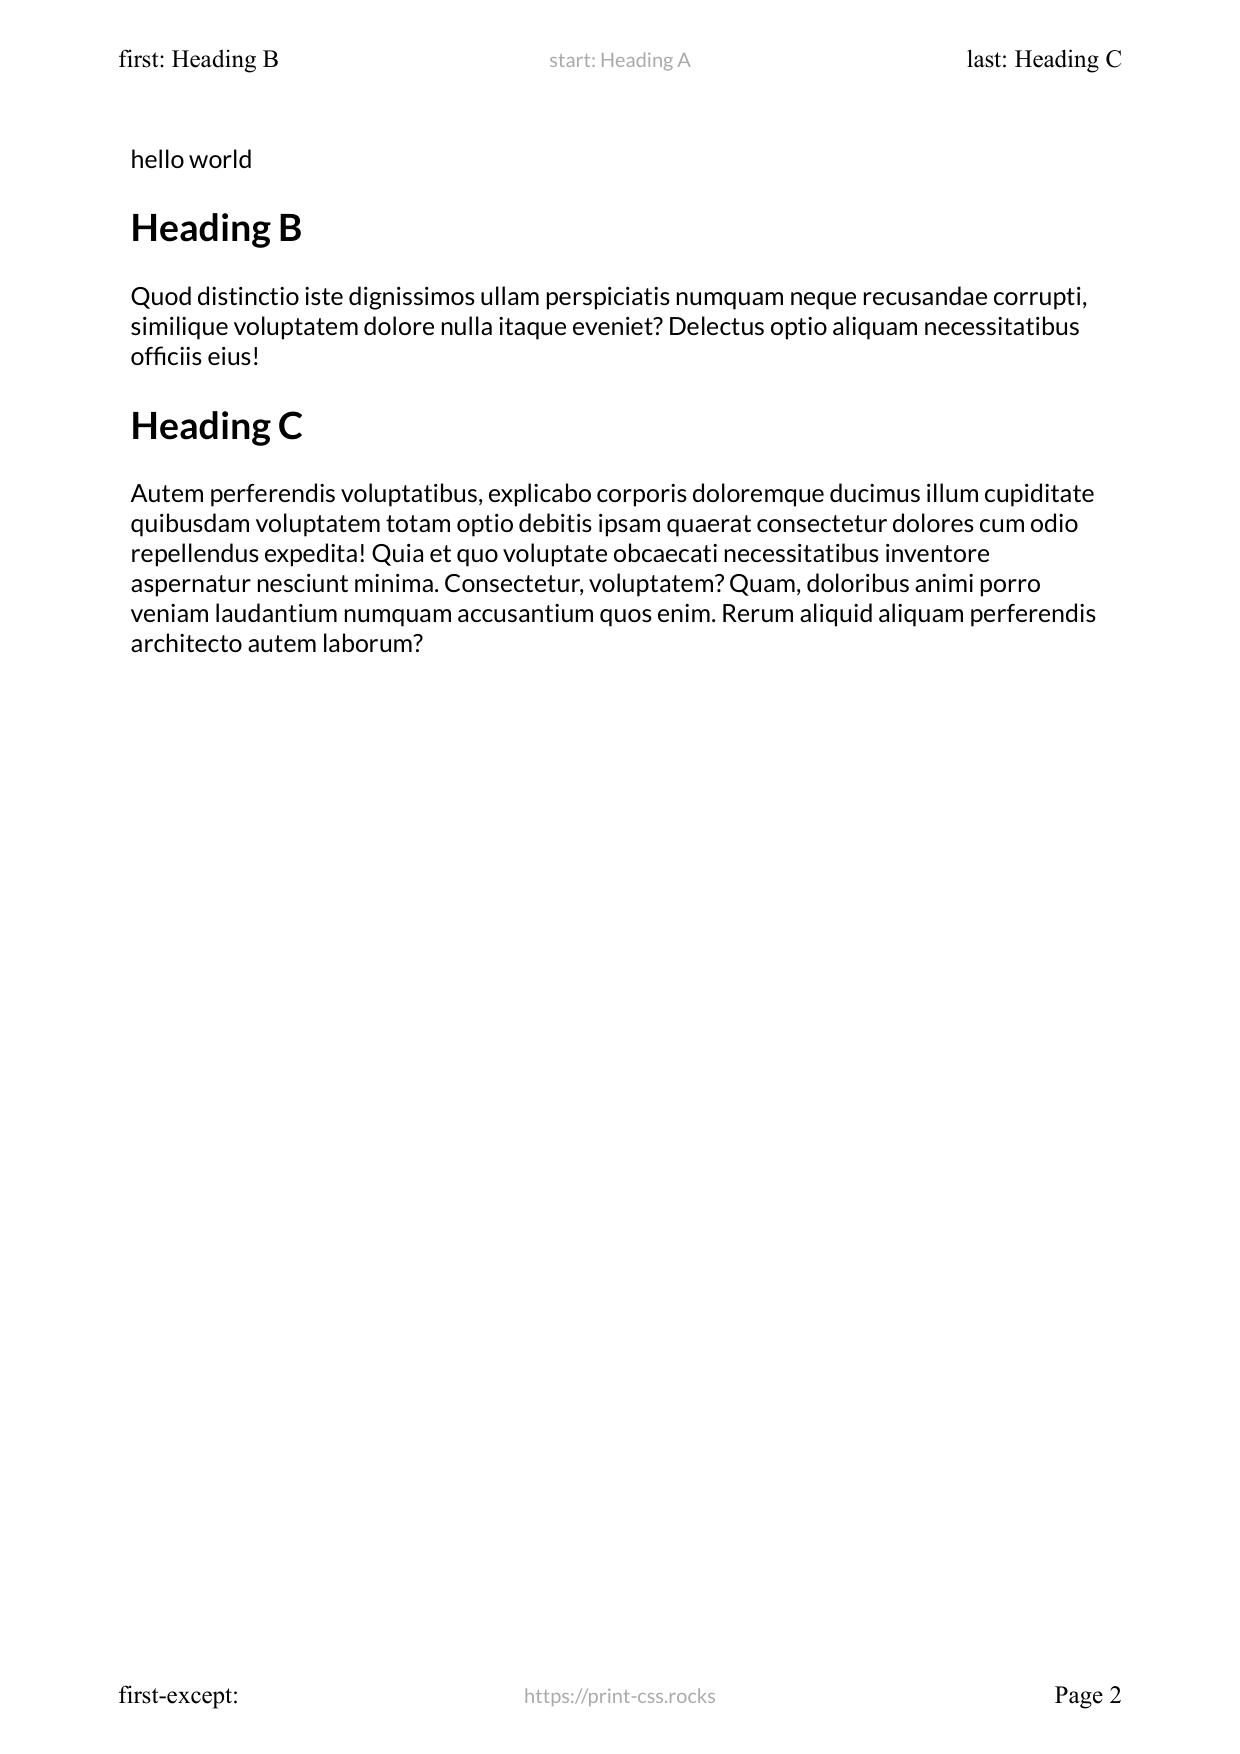 first: Heading B start: Heading A last: Heading C
hello world
Heading B
Quod distinctio iste dignissimos ullam perspiciatis numquam neque recusandae corrupti,
similique voluptatem dolore nulla itaque eveniet? Delectus optio aliquam necessitatibus
officiis eius!
Heading C
Autem perferendis voluptatibus, explicabo corporis doloremque ducimus illum cupiditate
quibusdam voluptatem totam optio debitis ipsam quaerat consectetur dolores cum odio
repellendus expedita! Quia et quo voluptate obcaecati necessitatibus inventore
aspernatur nesciunt minima. Consectetur, voluptatem? Quam, doloribus animi porro
veniam laudantium numquam accusantium quos enim. Rerum aliquid aliquam perferendis
architecto autem laborum?
first-except: https://print-css.rocks Page 2